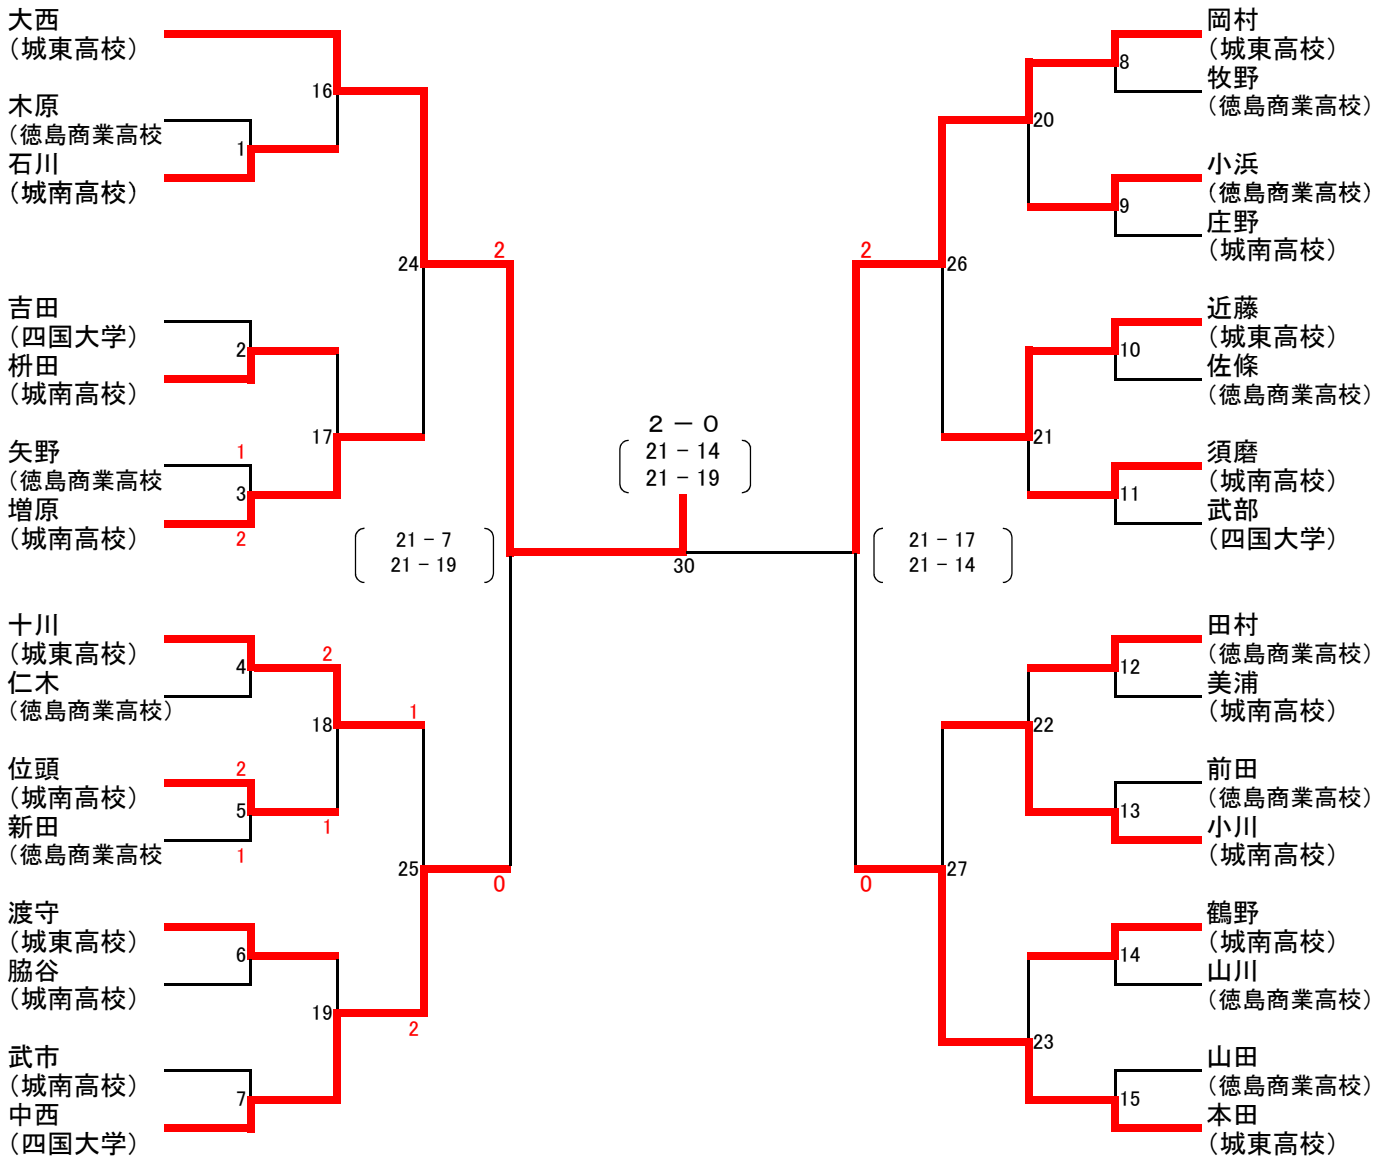 大西
（城東高校）
16
木原
（徳島商業高校
1
石川
（城南高校）
24
2
吉田
（四国大学）
2
枡田
（城南高校）
17
矢野
1
（徳島商業高校
3
増原
（城南高校）
2
21 － 7
21 － 19
十川
（城東高校）
2
4
仁木
（徳島商業高校）
18
1
位頭
2
（城南高校）
5
新田
1
（徳島商業高校
1
25
0
渡守
（城東高校）
6
脇谷
（城南高校）
19
2
武市
（城南高校）
7
中西
（四国大学）
２ － ０
21 － 14
21 － 19
30
岡村
（城東高校）
8
牧野
（徳島商業高校）
20
小浜
（徳島商業高校）
9
庄野
（城南高校）
2
26
近藤
（城東高校）
10
佐條
（徳島商業高校）
21
須磨
（城南高校）
11
武部
（四国大学）
21 － 17
21 － 14
田村
（徳島商業高校）
12
美浦
（城南高校）
22
前田
（徳島商業高校）
13
小川
（城南高校）
0
27
鶴野
（城南高校）
14
山川
（徳島商業高校）
23
山田
（徳島商業高校）
15
本田
（城東高校）